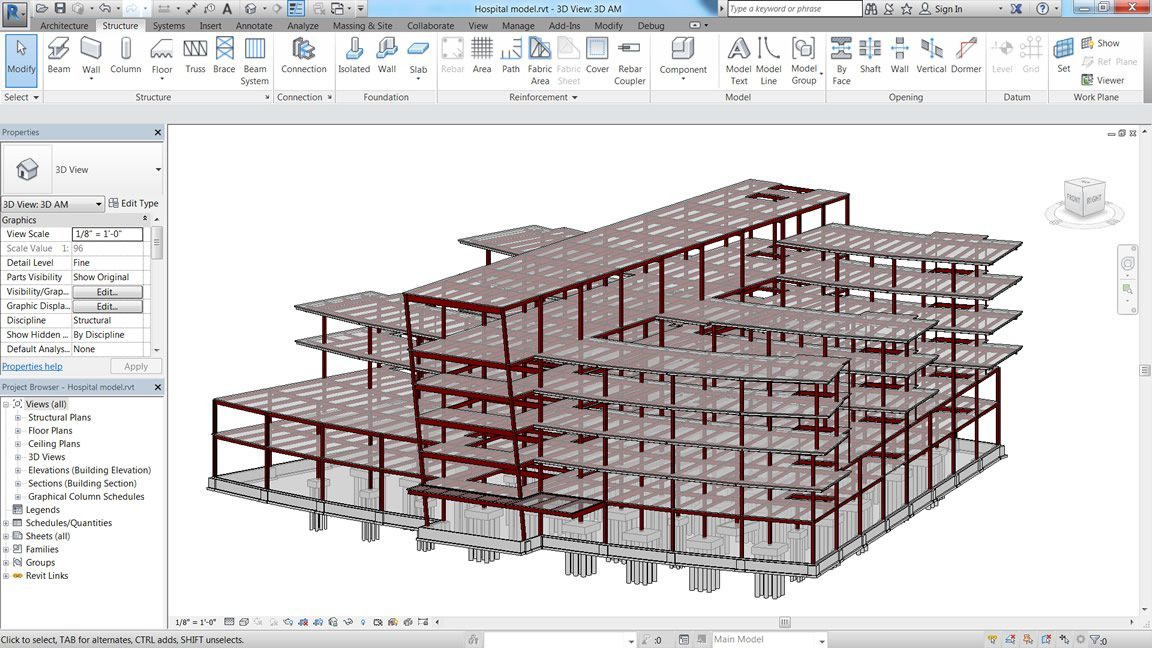 Hospital model.rvt - 3D View: 3D AM
Type a keyword or phrase
Sign In
Architecture Structure Systems Insert Annotate Analyze Massing & Site Collaborate View Manage Add-Ins Modify Debug
Modify Beam Wall Column Floor Truss Brace Beam System Connection Isolated Wall Slab Rebar Area Path Fabric Area Fabric Sheet Cover Rebar Coupler Component Model Text Model Line Model Group By Face Shaft Wall Vertical Dormer Level Grid Set Show
Ref Plane
Viewer
Select Structure Connection Foundation Reinforcement Model Opening Datum Work Plane
Properties
3D View
3D View: 3D AM Edit Type
Graphics
View Scale 1/8" = 1'-0"
Scale Value 1: 96
Detail Level Fine
Parts Visibility Show Original
Visibility/Grap... Edit...
Graphic Displa... Edit...
Discipline Structural
Show Hidden ... By Discipline
Default Analys... None
Properties help Apply
Project Browser - Hospital model.rvt
Views (all)
Structural Plans
Floor Plans
Ceiling Plans
3D Views
Elevations (Building Elevation)
Sections (Building Section)
Graphical Column Schedules
Legends
Schedules/Quantities
Sheets (all)
Families
Groups
Revit Links
FRONT RIGHT
1/8" = 1'-0"
Click to select, TAB for alternates, CTRL adds, SHIFT unselects.
:0
Main Model
:0